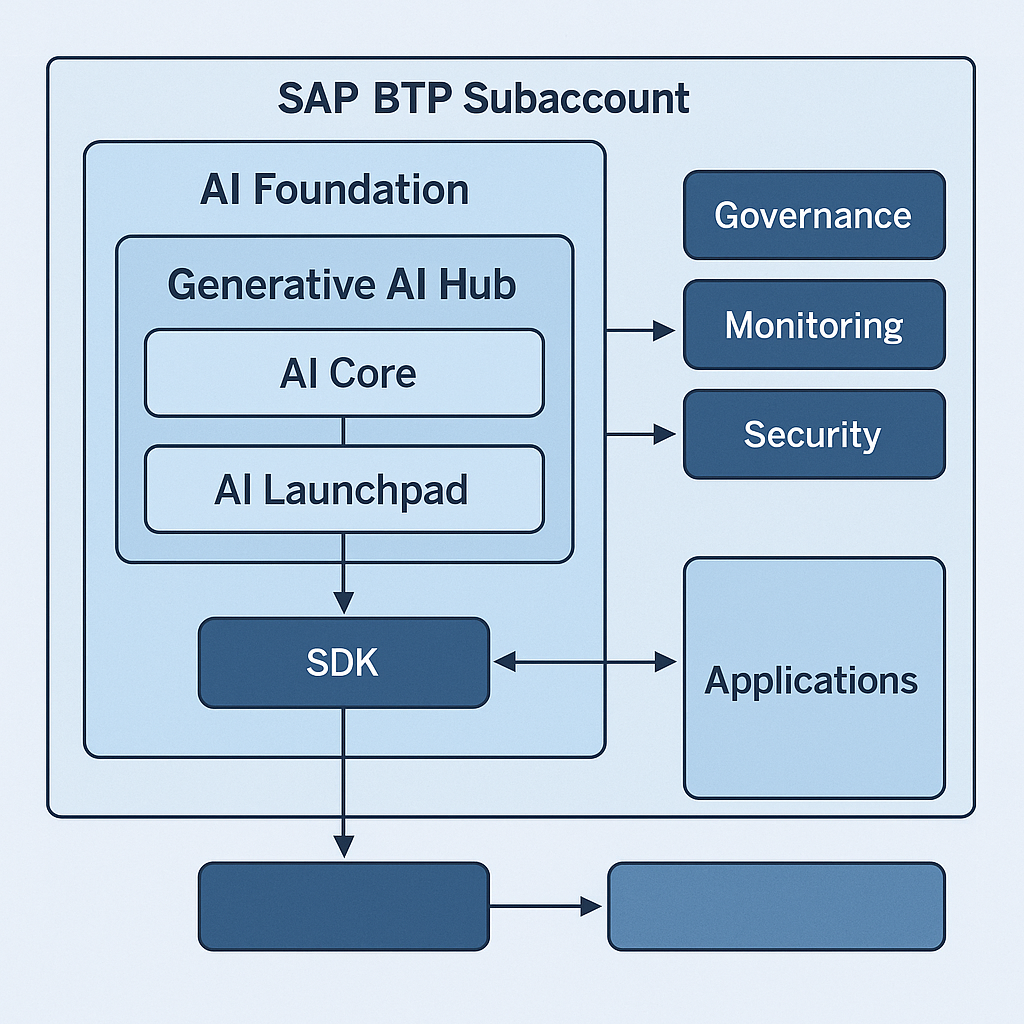 SAP BTP Subaccount
AI Foundation
Generative AI Hub
AI Core
AI Launchpad
SDK
Governance
Monitoring
Security
Applications